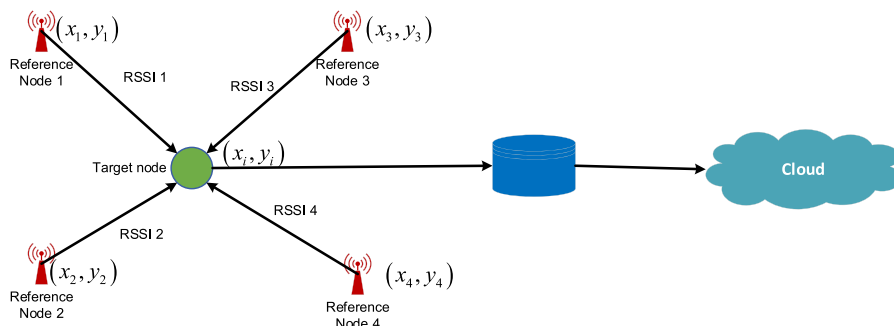 (x₁, y₁)
Reference
Node 1
RSSI 1
(x₃, y₃)
Reference
Node 3
RSSI 3
Target node
(xᵢ, yᵢ)
Cloud
RSSI 2
RSSI 4
(x₂, y₂)
Reference
Node 2
(x₄, y₄)
Reference
Node 4